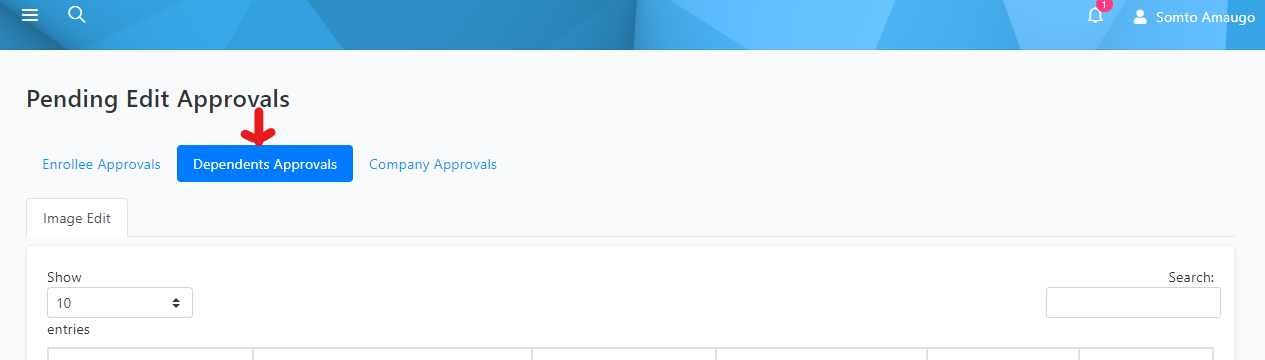 1
Somto Amaugo
Pending Edit Approvals
Enrollee Approvals
Dependents Approvals
Company Approvals
Image Edit
Show
Search:
10
entries